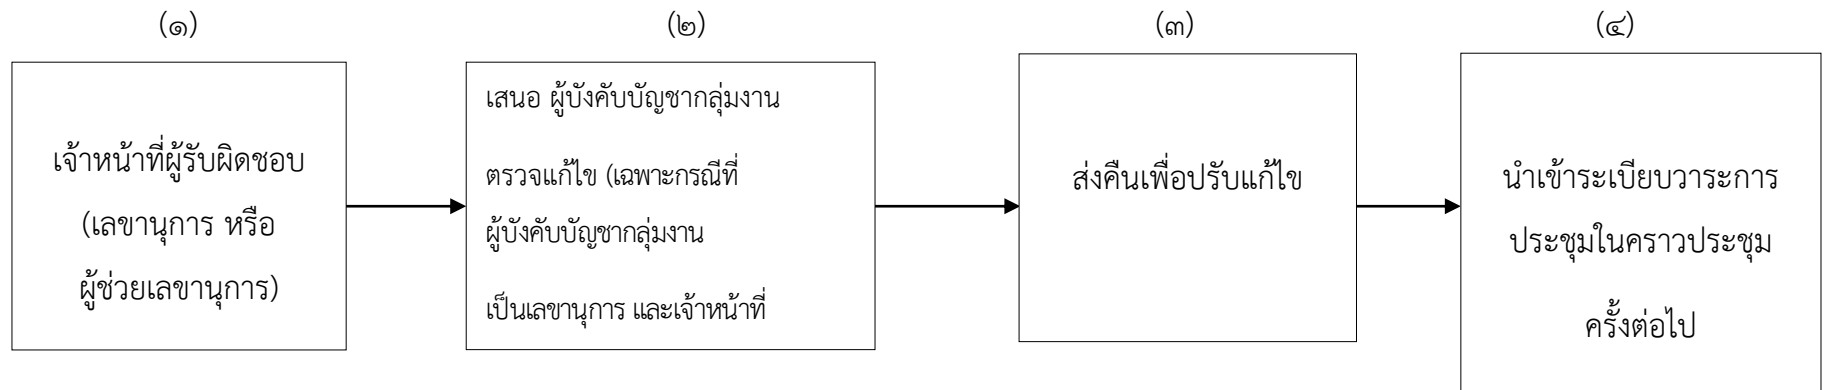 (๑)
(๒)
(๓)
(๔)
เจ้าหน้าที่ผู้รับผิดชอบ
(เลขานุการ หรือ
ผู้ช่วยเลขานุการ)
เสนอ ผู้บังคับบัญชากลุ่มงาน
ตรวจแก้ไข (เฉพาะกรณีที่
ผู้บังคับบัญชากลุ่มงาน
เป็นเลขานุการ และเจ้าหน้าที่
ส่งคืนเพื่อปรับแก้ไข
นำเข้าระเบียบวาระการ
ประชุมในคราวประชุม
ครั้งต่อไป